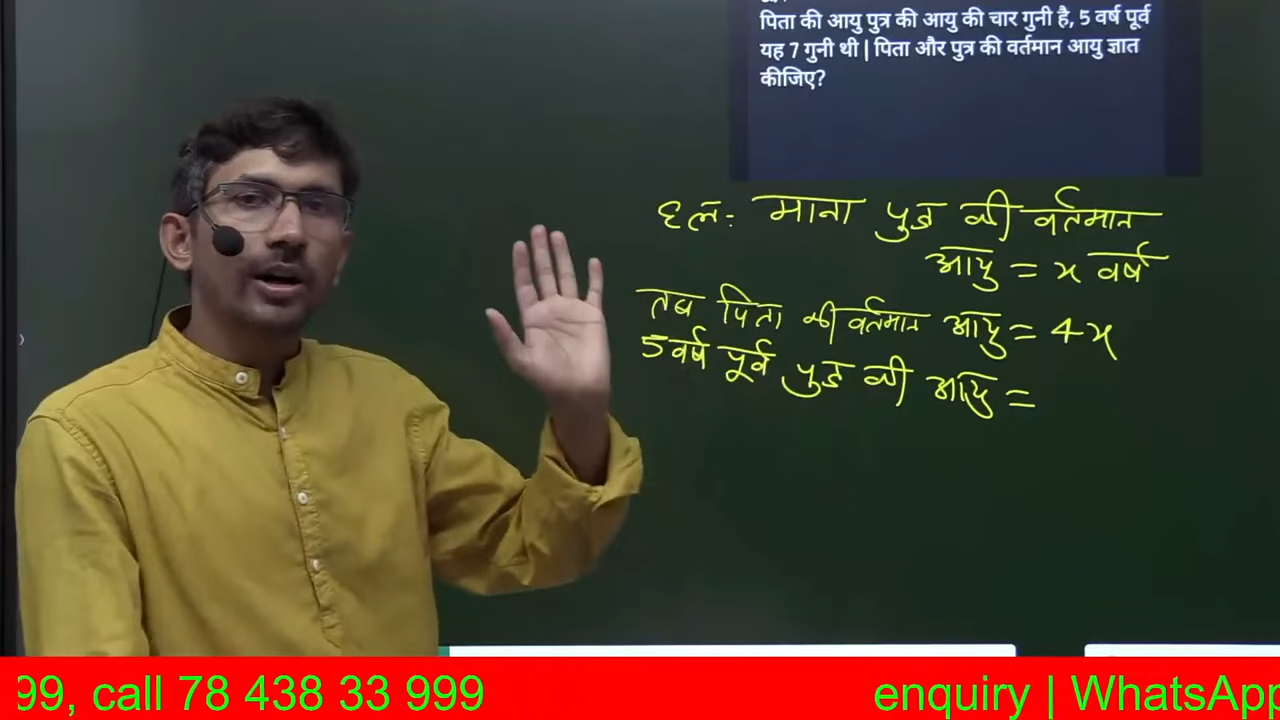 पिता की आयु पुत्र की आयु की चार गुनी है, 5 वर्ष पूर्व
यह 7 गुनी थी | पिता और पुत्र की वर्तमान आयु ज्ञात
कीजिए?
हल: माना पुत्र की वर्तमान
आयु = x वर्ष
तब पिता की वर्तमान आयु = 4x
5 वर्ष पूर्व पुत्र की आयु =
99, call 78 438 33 999
enquiry | WhatsApp